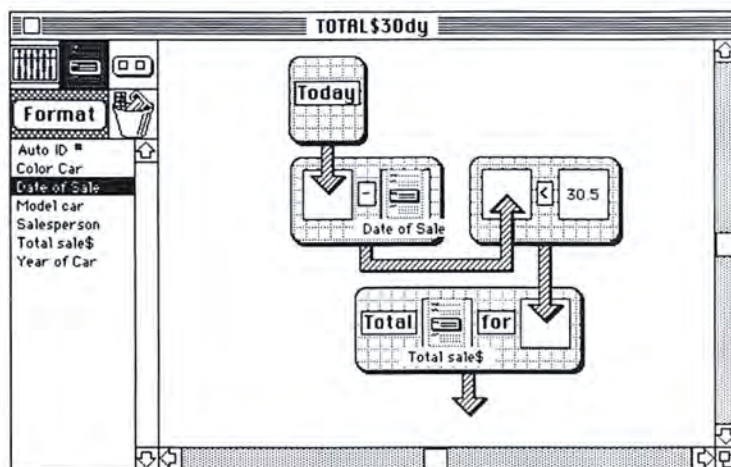 TOTAL$30dy
Format
Auto ID #
Color Car
Date of Sale
Model car
Salesperson
Total sale$
Year of Car
Today
-
Date of Sale
< 30.5
Total for
Total sale$